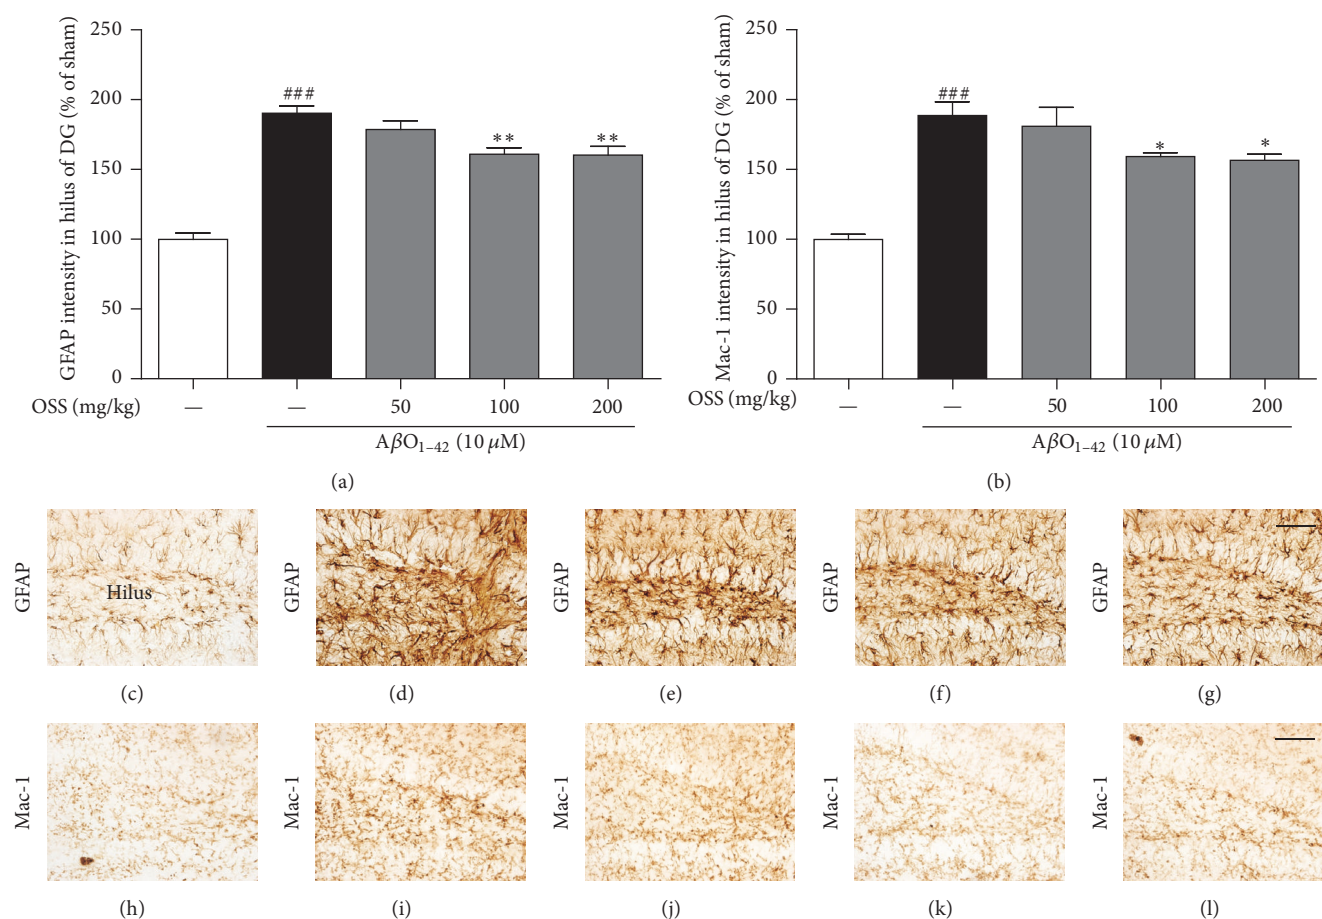 GFAP intensity in hilus of DG (% of sham)
250
200
150
100
50
0
###
**
**
OSS (mg/kg)
— — 50 100 200
AβO1–42 (10 μM)
(a)
Mac-1 intensity in hilus of DG (% of sham)
250
200
150
100
50
0
###
*
*
OSS (mg/kg)
— — 50 100 200
AβO1–42 (10 μM)
(b)
GFAP
Hilus
(c)
GFAP
(d)
GFAP
(e)
GFAP
(f)
GFAP
(g)
Mac-1
(h)
Mac-1
(i)
Mac-1
(j)
Mac-1
(k)
Mac-1
(l)